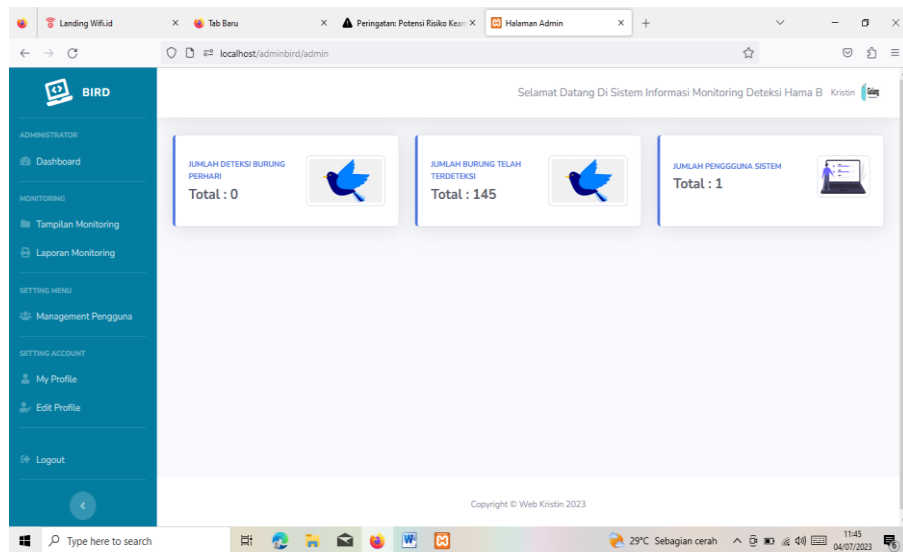 Landing Wifi.id
Tab Baru
Peringatan: Potensi Risiko Kean
Halaman Admin
localhost/adminbird/admin
BIRD
Selamat Datang Di Sistem Informasi Monitoring Deteksi Hama B
Kristin
ADMINISTRATOR
Dashboard
MONITORING
Tampilan Monitoring
Laporan Monitoring
SETTING MENU
Management Pengguna
SETTING ACCOUNT
My Profile
Edit Profile
Logout
JUMLAH DETEKSI BURUNG
PERHARI
Total : 0
JUMLAH BURUNG TELAH
TERDETEKSI
Total : 145
JUMLAH PENGGGUNA SISTEM
Total : 1
Copyright © Web Kristin 2023
Type here to search
29°C Sebagian cerah
11:45
04/07/2023